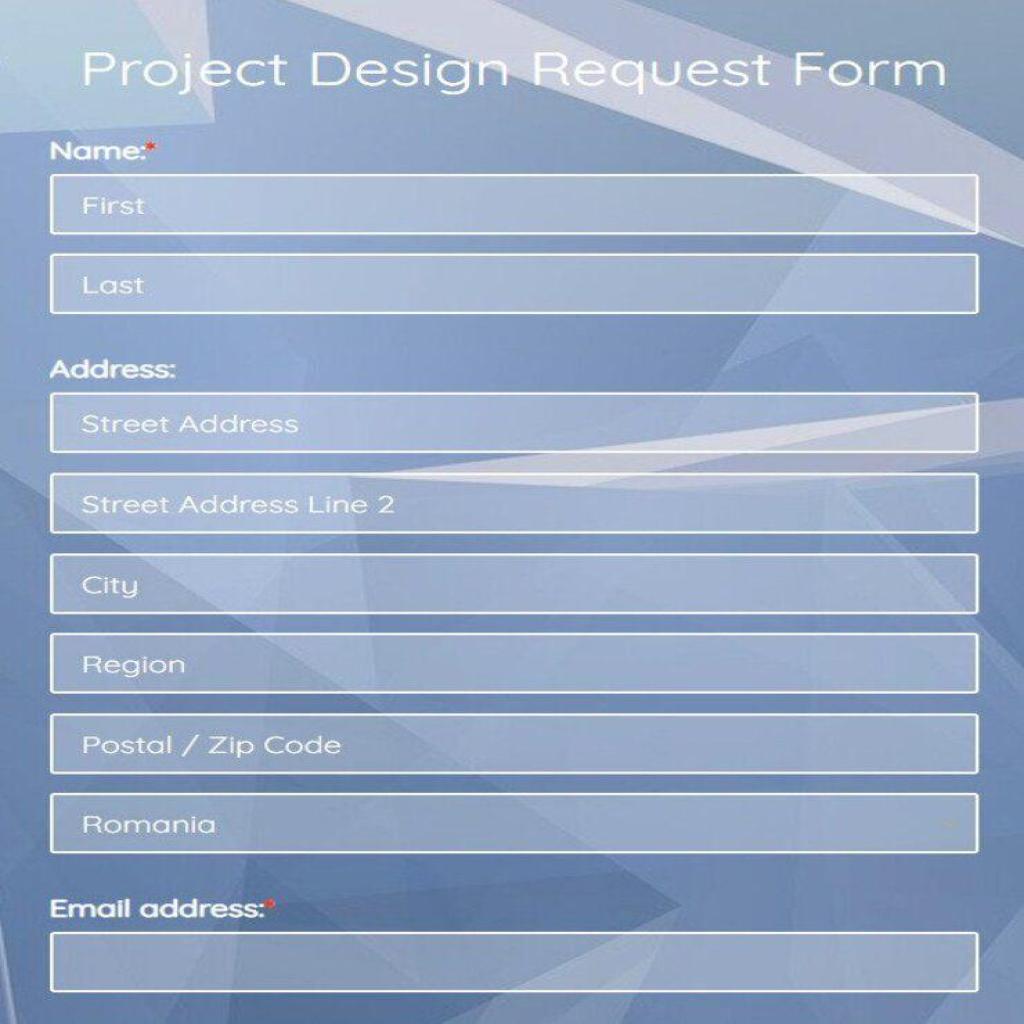 Project Design Request Form
Name:*
First
Last
Address:
Street Address
Street Address Line 2
City
Region
Postal / Zip Code
Romania
Email address:*